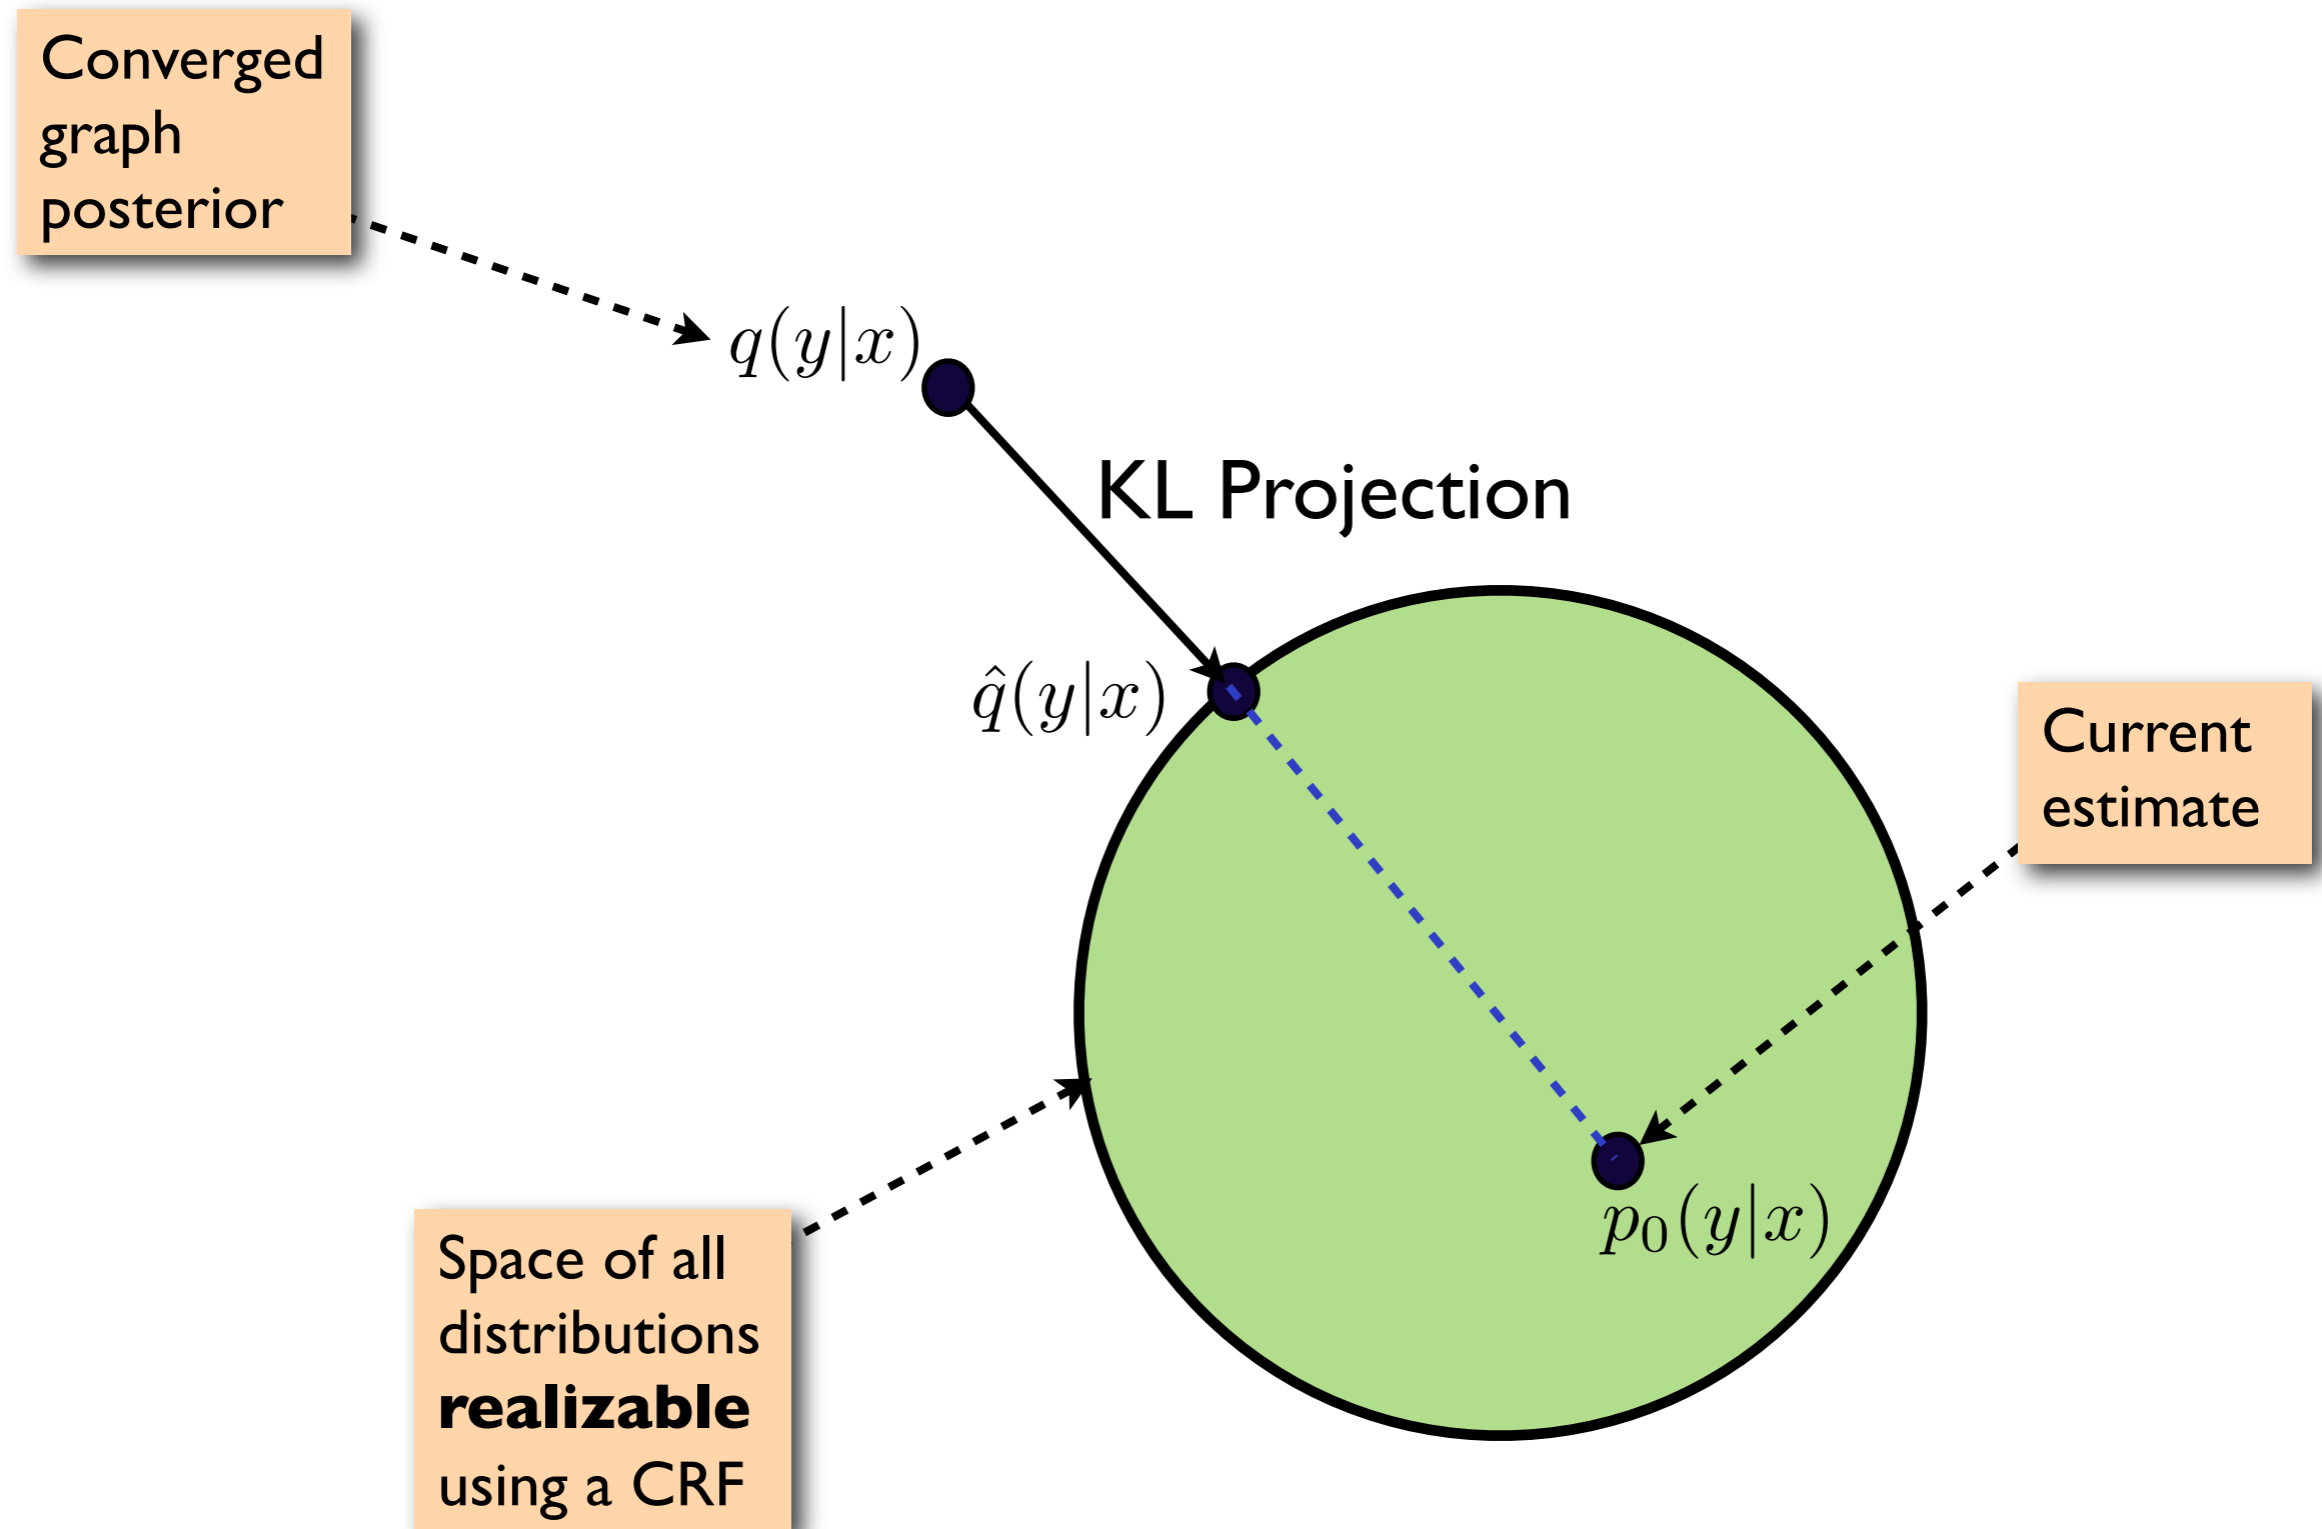 Converged
graph
posterior
q(y|x)
KL Projection
q̂(y|x)
Current
estimate
p₀(y|x)
Space of all
distributions
realizable
using a CRF